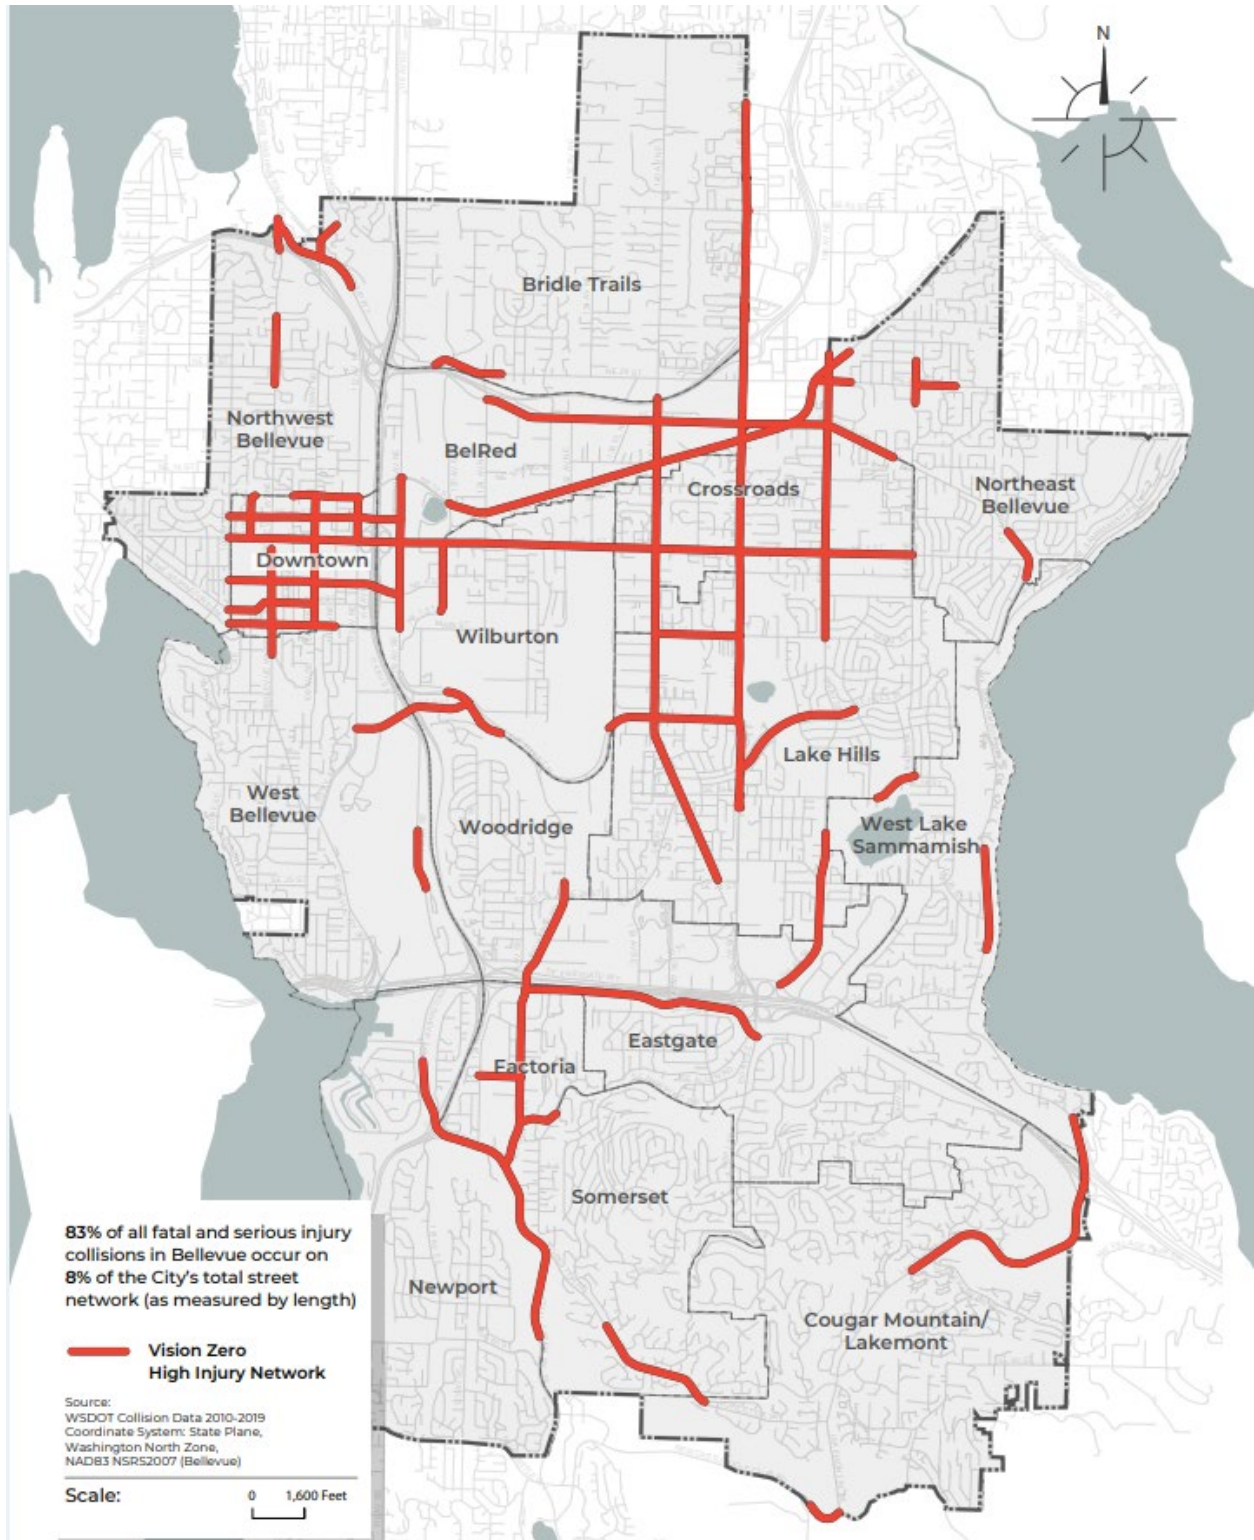 N
Bridle Trails
Northwest
Bellevue
BelRed
Crossroads
Northeast
Bellevue
Downtown
Wilburton
Lake Hills
West
Bellevue
Woodridge
West Lake
Sammamish
Eastgate
Factoria
Somerset
Newport
Cougar Mountain/
Lakemont
83% of all fatal and serious injury
collisions in Bellevue occur on
8% of the City's total street
network (as measured by length)
Vision Zero
High Injury Network
Source:
WSDOT Collision Data 2010-2019
Coordinate System: State Plane,
Washington North Zone,
NAD83 NSRS2007 (Bellevue)
Scale:
0 1,600 Feet